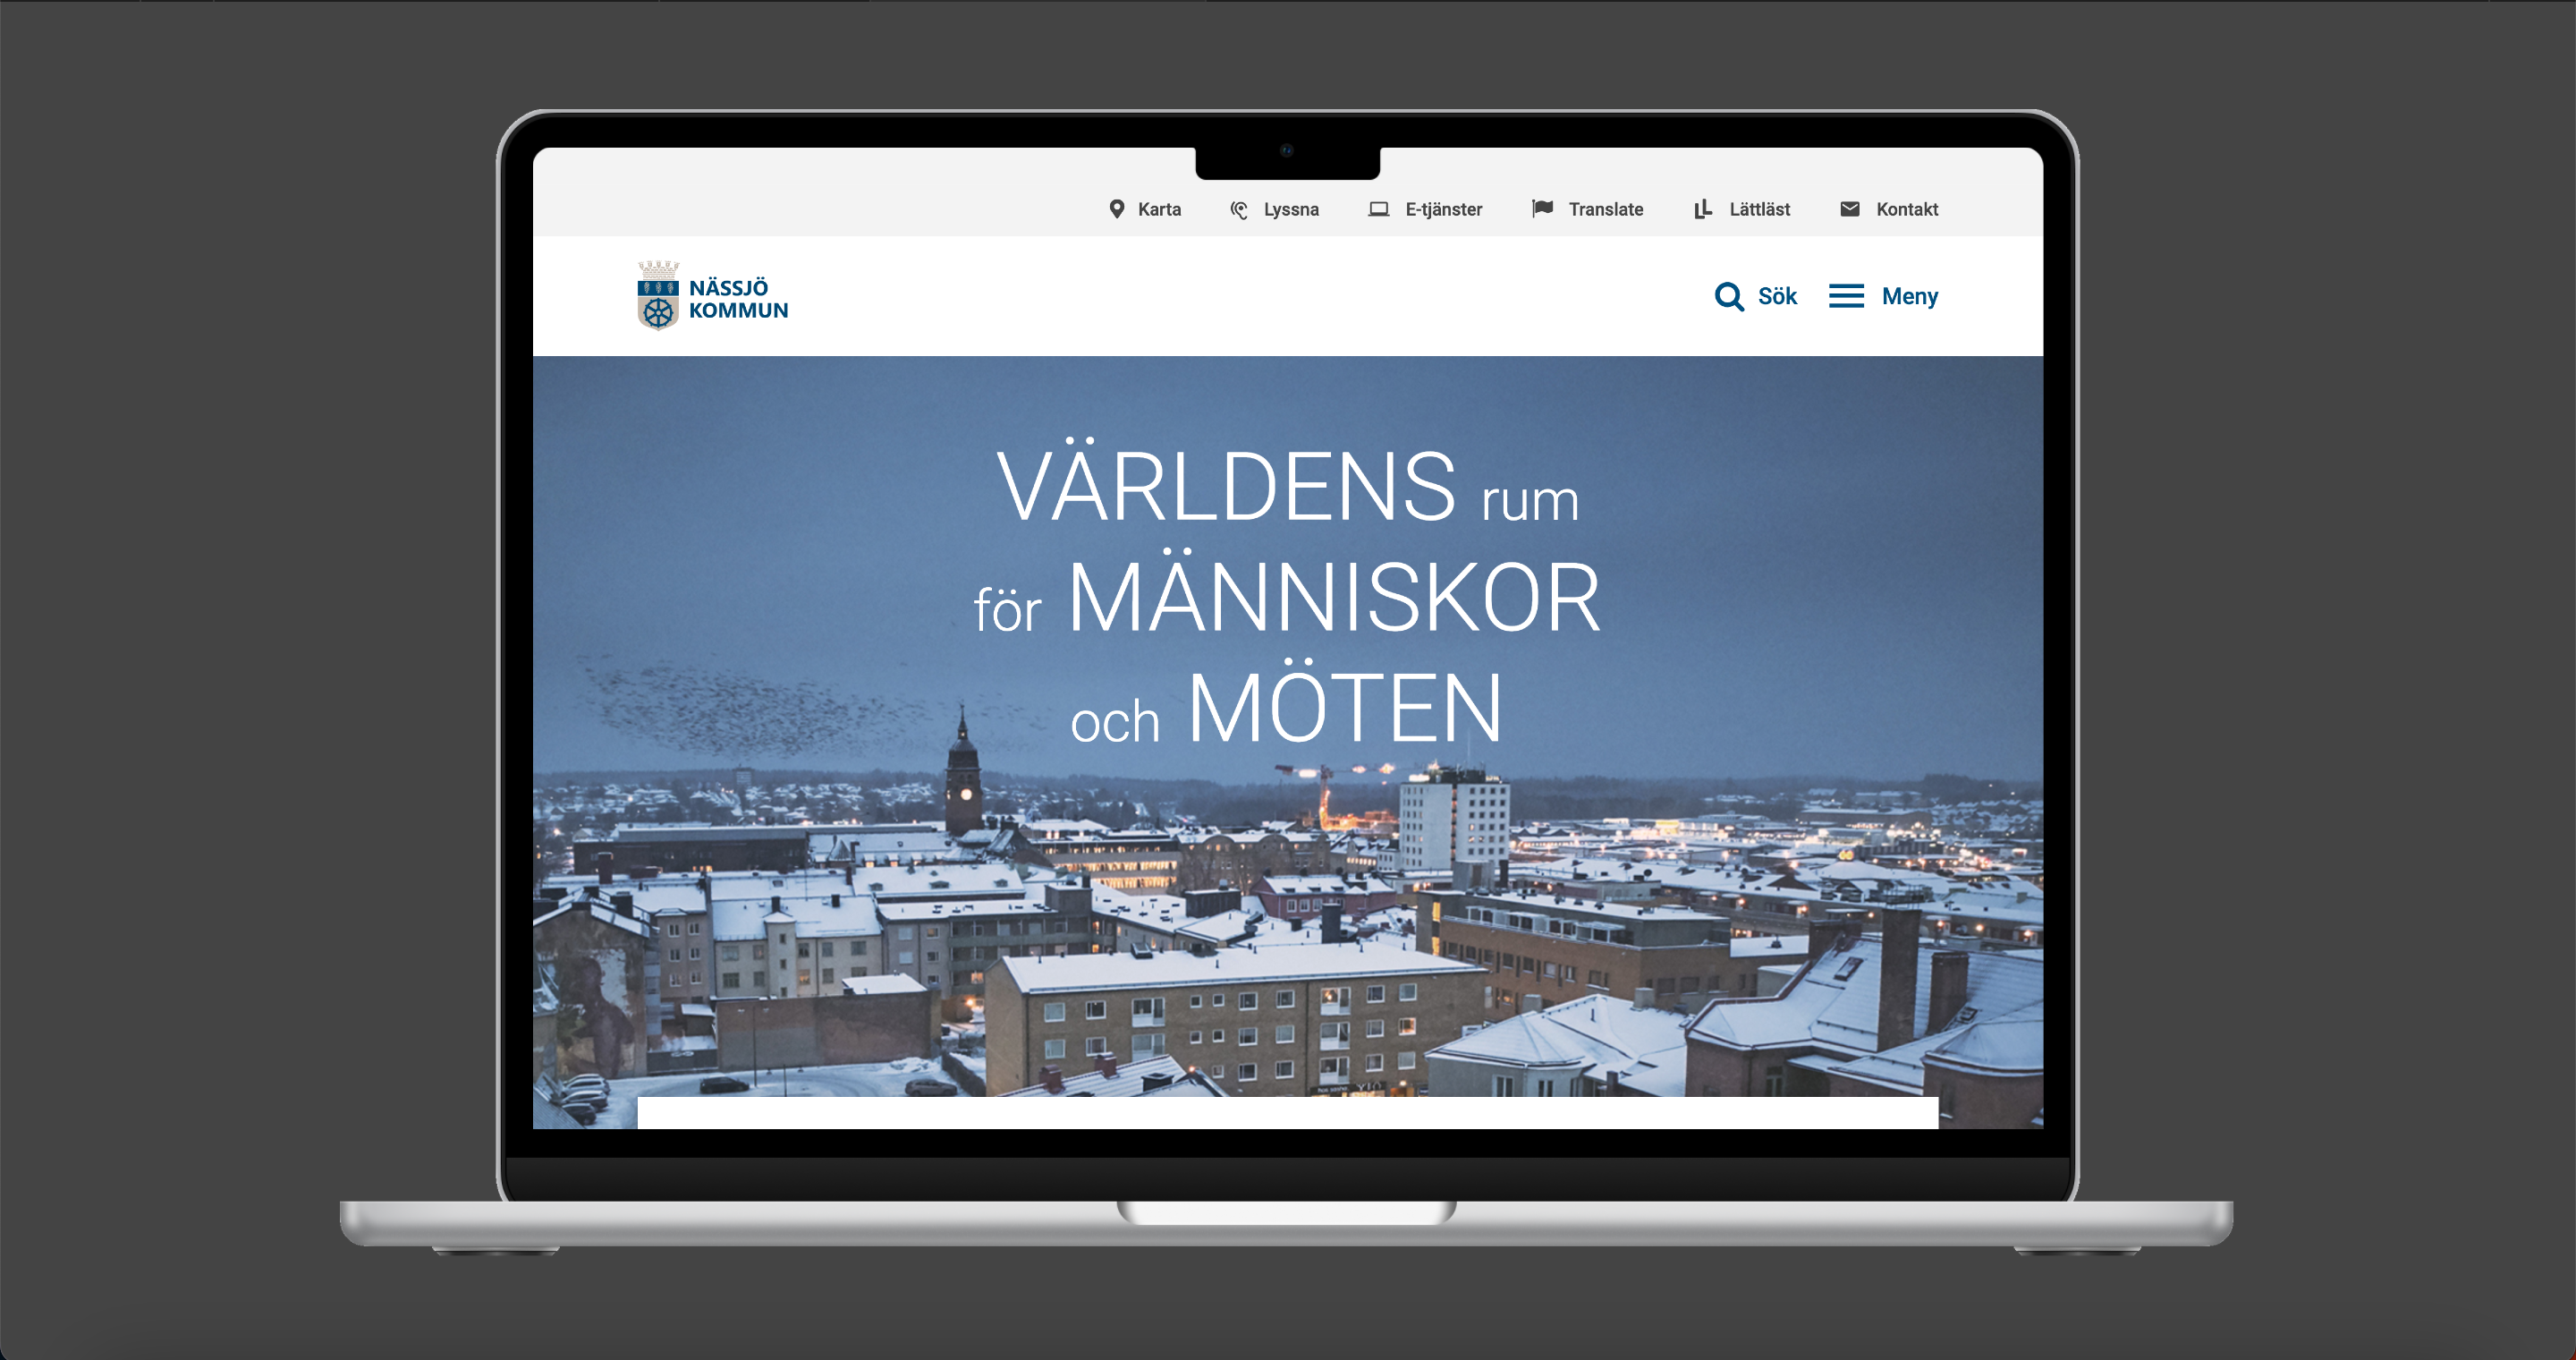 Karta Lyssna E-tjänster Translate Lättläst Kontakt
NÄSSJÖ
KOMMUN
Sök Meny
VÄRLDENS rum
för MÄNNISKOR
och MÖTEN